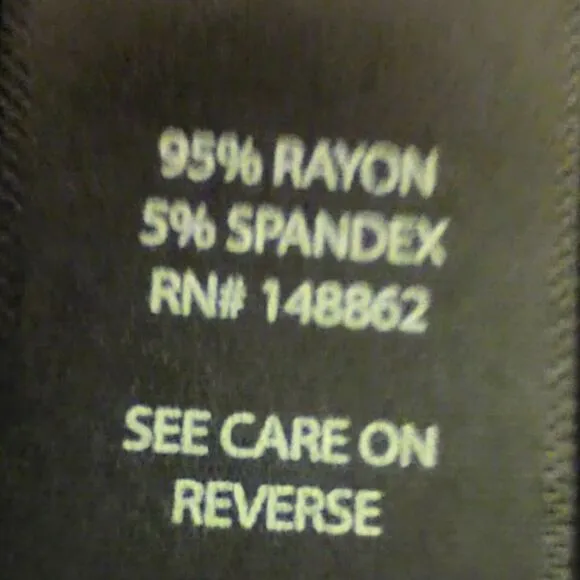 95% RAYON
5% SPANDEX
RN# 148862
SEE CARE ON
REVERSE